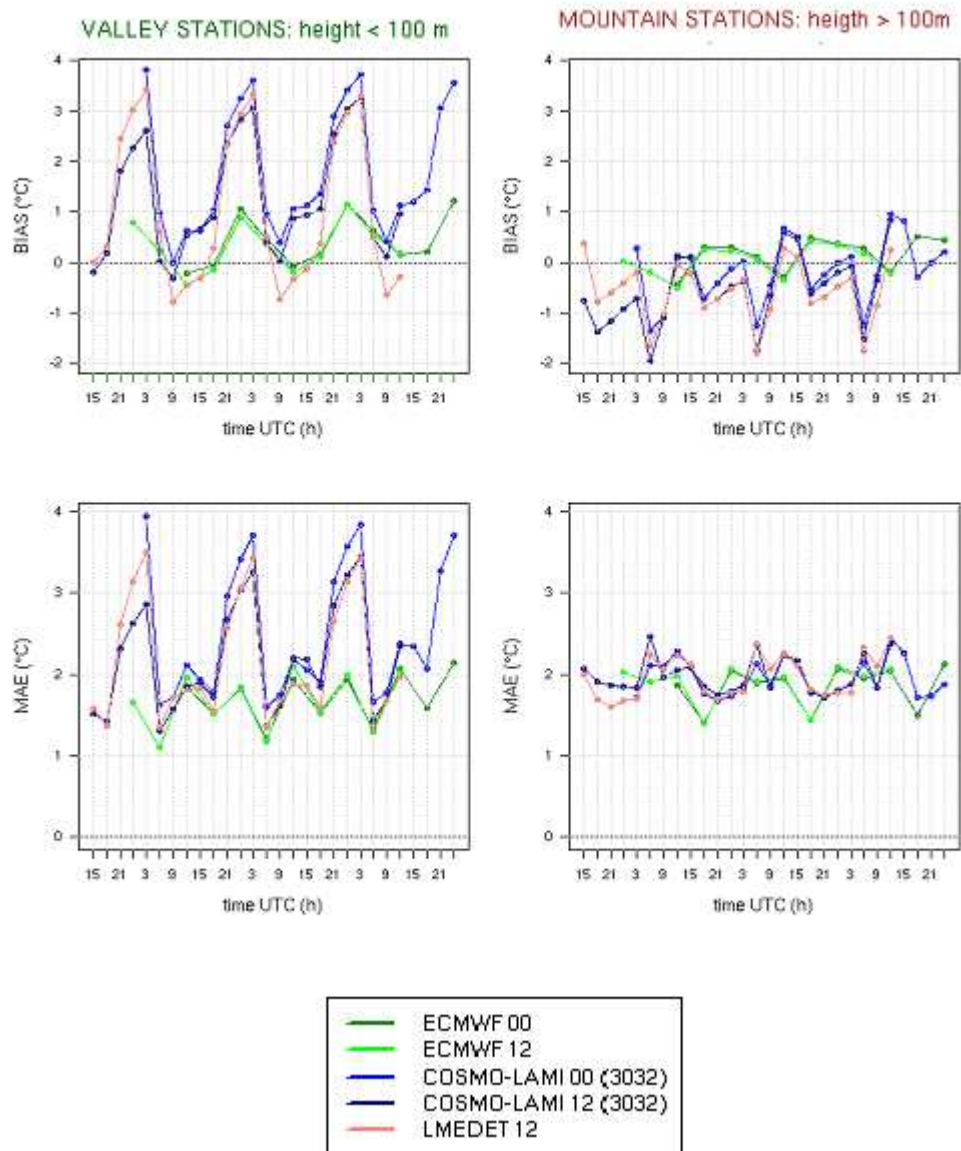 VALLEY STATIONS: height < 100 m
MOUNTAIN STATIONS: heigth > 100m
4
3
2
1
0
-1
-2
BIAS (°C)
15 21 3 9 15 21 3 9 15 21 3 9 15 21
time UTC (h)
4
3
2
1
0
-1
-2
BIAS (°C)
15 21 3 9 15 21 3 9 15 21 3 9 15 21
time UTC (h)
4
3
2
1
0
MAE (°C)
15 21 3 9 15 21 3 9 15 21 3 9 15 21
time UTC (h)
4
3
2
1
0
MAE (°C)
15 21 3 9 15 21 3 9 15 21 3 9 15 21
time UTC (h)
ECMWF 00
ECMWF 12
COSMO-LAMI 00 (3032)
COSMO-LAMI 12 (3032)
LMEDET 12